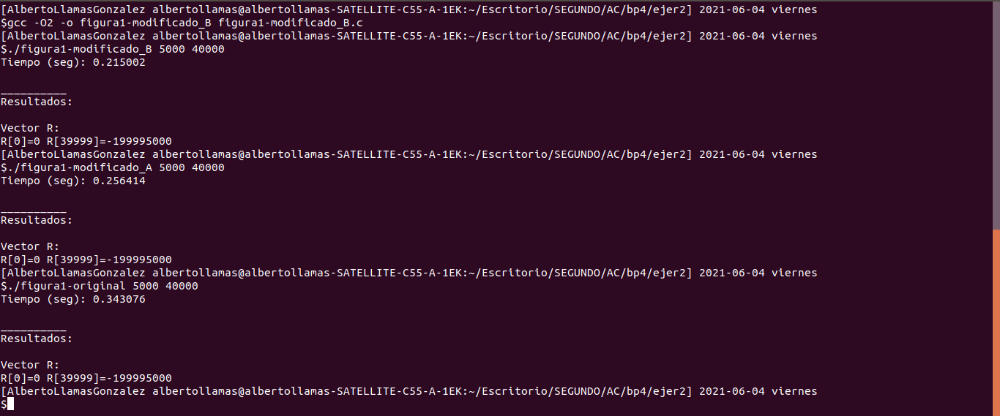 [AlbertoLlamasGonzalez albertollamas@albertollamas-SATELLITE-C55-A-1EK:~/Escritorio/SEGUNDO/AC/bp4/ejer2] 2021-06-04 viernes
$gcc -O2 -o figura1-modificado_B figura1-modificado_B.c
[AlbertoLlamasGonzalez albertollamas@albertollamas-SATELLITE-C55-A-1EK:~/Escritorio/SEGUNDO/AC/bp4/ejer2] 2021-06-04 viernes
$./figura1-modificado_B 5000 40000
Tiempo (seg): 0.215002
__________
Resultados:
Vector R:
R[0]=0 R[39999]=-199995000
[AlbertoLlamasGonzalez albertollamas@albertollamas-SATELLITE-C55-A-1EK:~/Escritorio/SEGUNDO/AC/bp4/ejer2] 2021-06-04 viernes
$./figura1-modificado_A 5000 40000
Tiempo (seg): 0.256414
__________
Resultados:
Vector R:
R[0]=0 R[39999]=-199995000
[AlbertoLlamasGonzalez albertollamas@albertollamas-SATELLITE-C55-A-1EK:~/Escritorio/SEGUNDO/AC/bp4/ejer2] 2021-06-04 viernes
$./figura1-original 5000 40000
Tiempo (seg): 0.343076
__________
Resultados:
Vector R:
R[0]=0 R[39999]=-199995000
[AlbertoLlamasGonzalez albertollamas@albertollamas-SATELLITE-C55-A-1EK:~/Escritorio/SEGUNDO/AC/bp4/ejer2] 2021-06-04 viernes
$